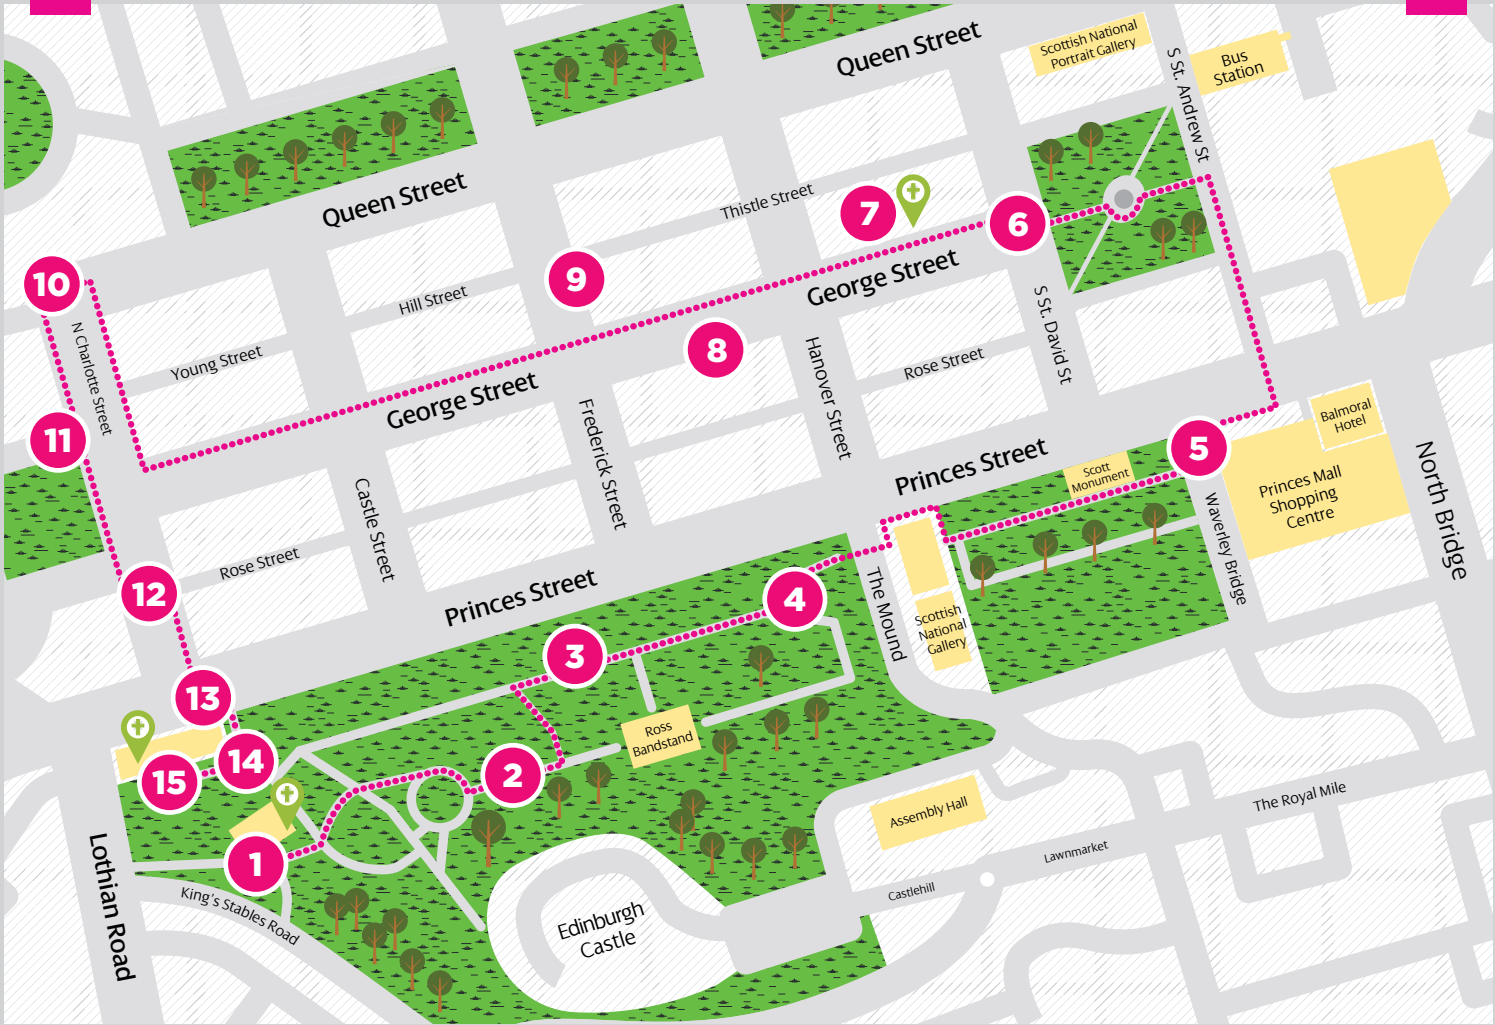 Queen Street
Scottish National
Portrait Gallery
Bus
Station
S St. Andrew St
Queen Street
Thistle Street
7
6
10
9
Hill Street
George Street
N Charlotte Street
Young Street
8
S St. David St
Hanover Street
Rose Street
George Street
Frederick Street
11
Balmoral
Hotel
5
Princes Street
Scott
Monument
Princes Mall
Shopping
Centre
North Bridge
Castle Street
Rose Street
Waverley Bridge
12
Princes Street
4
The Mound
Scottish
National
Gallery
3
13
Ross
Bandstand
14
15
2
Assembly Hall
The Royal Mile
1
Lawnmarket
Castlehill
Lothian Road
King's Stables Road
Edinburgh
Castle